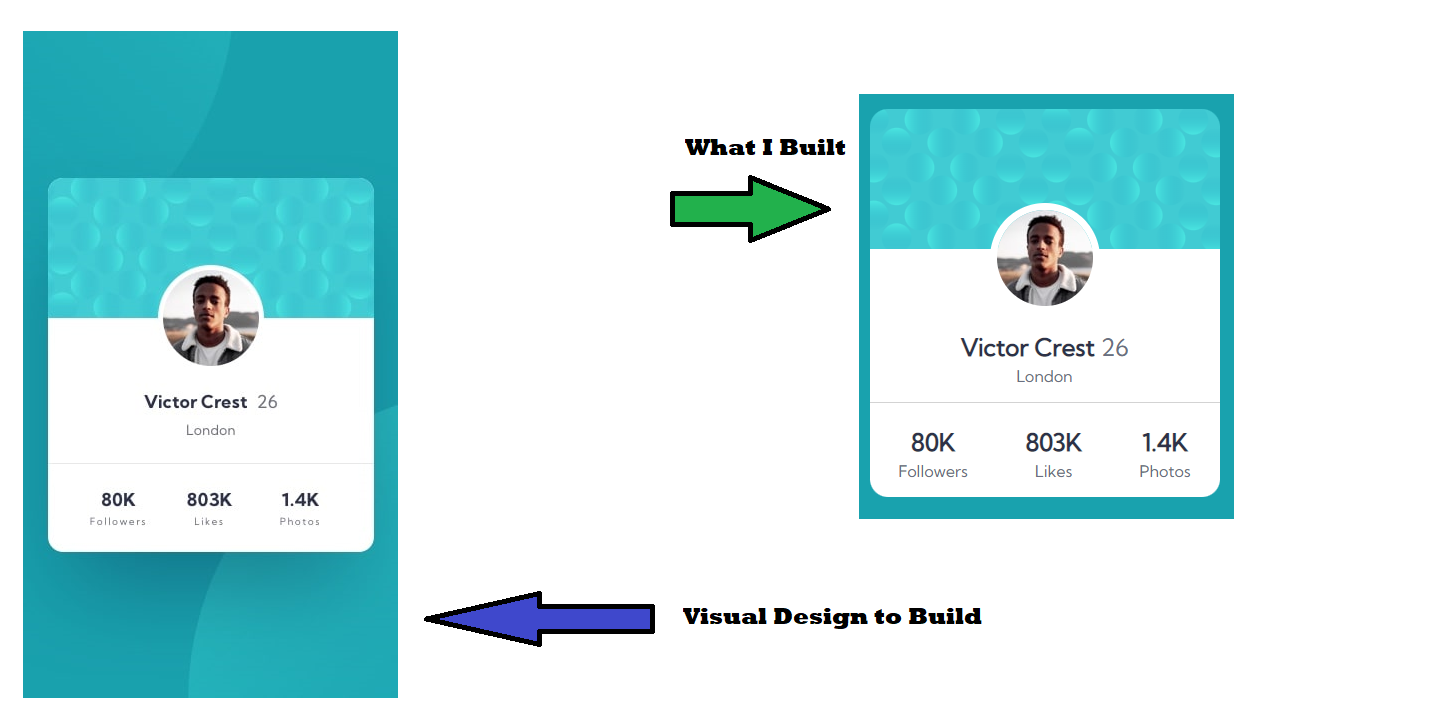 What I Built
Victor Crest 26
London
80K 803K 1.4K
Followers Likes Photos
Victor Crest 26
London
80K 803K 1.4K
Followers Likes Photos
Visual Design to Build